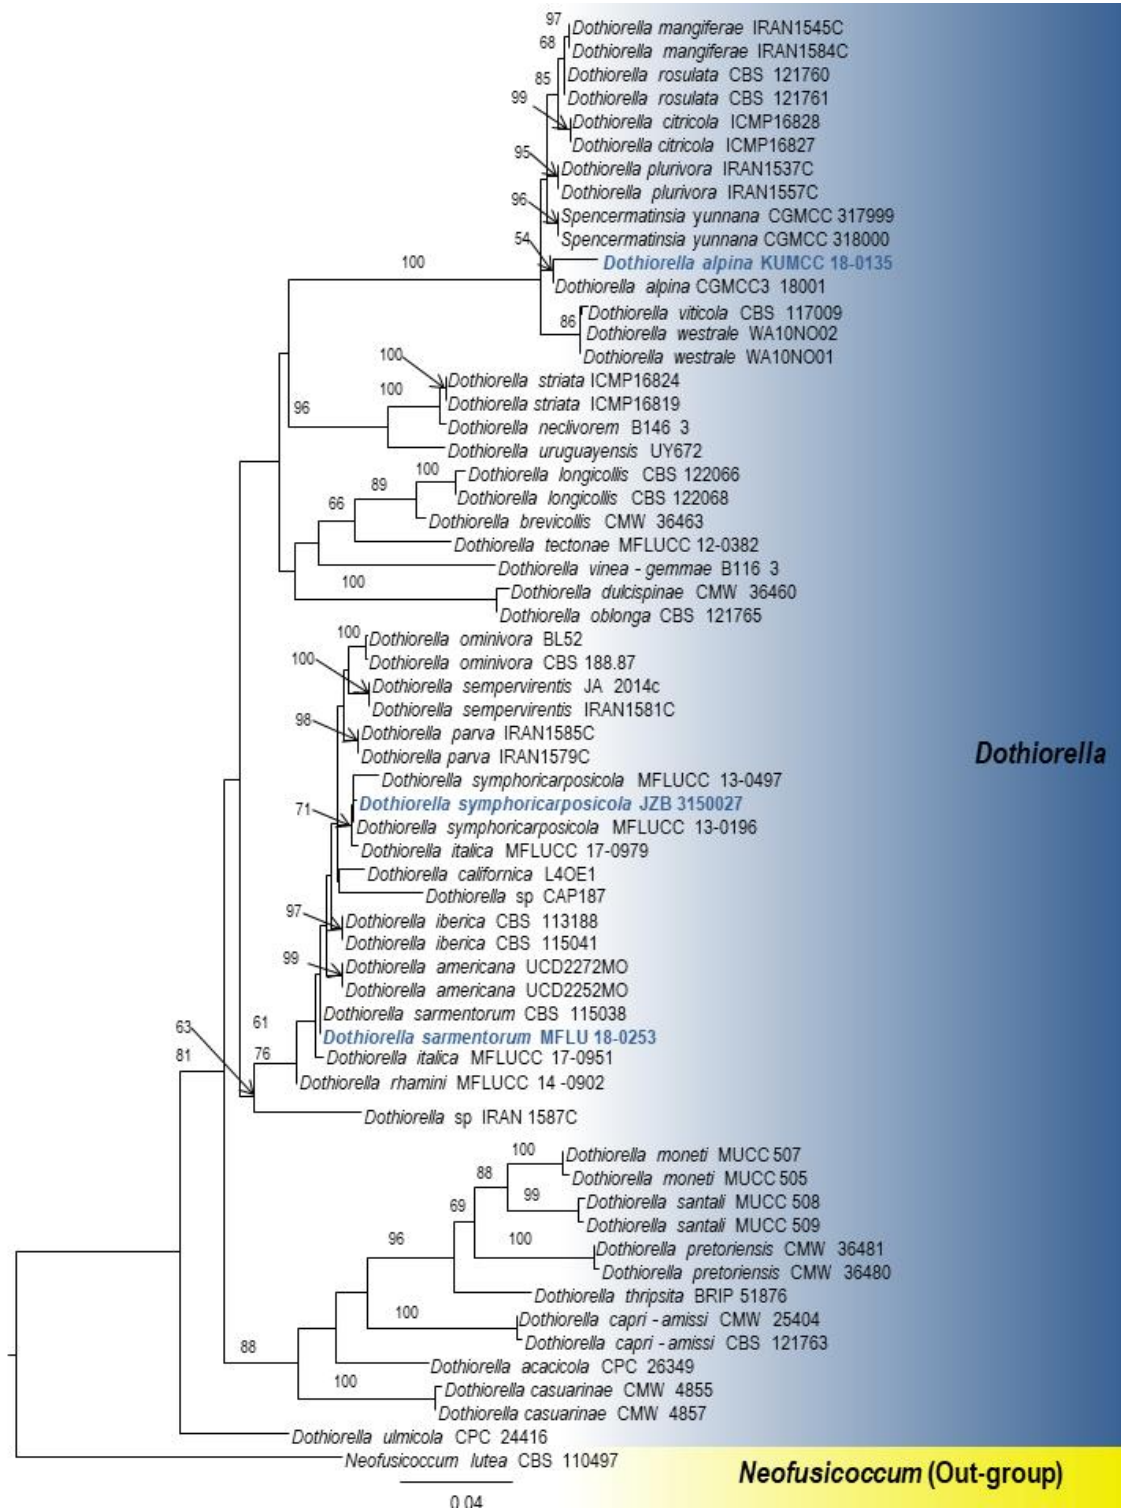 97
Dothiorella mangiferae IRAN1545C
68
Dothiorella mangiferae IRAN1584C
85
Dothiorella rosulata CBS 121760
99
Dothiorella rosulata CBS 121761
Dothiorella citricola ICMP16828
Dothiorella citricola ICMP16827
95
Dothiorella plurivora IRAN1537C
Dothiorella plurivora IRAN1557C
96
Spencermatinsia yunnana CGMCC 317999
Spencermatinsia yunnana CGMCC 318000
54
100
Dothiorella alpina KUMCC 18-0135
Dothiorella alpina CGMCC3 18001
Dothiorella viticola CBS 117009
86
Dothiorella westrale WA10NO02
Dothiorella westrale WA10NO01
100
Dothiorella striata ICMP16824
100
Dothiorella striata ICMP16819
96
Dothiorella neclivorem B146 3
Dothiorella uruguayensis UY672
100
Dothiorella longicollis CBS 122066
89
Dothiorella longicollis CBS 122068
66
Dothiorella brevicollis CMW 36463
Dothiorella tectonae MFLUCC 12-0382
Dothiorella vinea - gemmae B116 3
100
Dothiorella dulcispinae CMW 36460
Dothiorella oblonga CBS 121765
100
Dothiorella ominivora BL52
100
Dothiorella ominivora CBS 188.87
Dothiorella sempervirentis JA 2014c
Dothiorella sempervirentis IRAN1581C
98
Dothiorella parva IRAN1585C
Dothiorella parva IRAN1579C
Dothiorella
Dothiorella symphoricarposicola MFLUCC 13-0497
71
Dothiorella symphoricarposicola JZB 3150027
Dothiorella symphoricarposicola MFLUCC 13-0196
Dothiorella italica MFLUCC 17-0979
Dothiorella californica L4OE1
Dothiorella sp CAP187
97
Dothiorella iberica CBS 113188
Dothiorella iberica CBS 115041
99
Dothiorella americana UCD2272MO
Dothiorella americana UCD2252MO
Dothiorella sarmentorum CBS 115038
63
61
Dothiorella sarmentorum MFLU 18-0253
81
76
Dothiorella italica MFLUCC 17-0951
Dothiorella rhamini MFLUCC 14 -0902
Dothiorella sp IRAN 1587C
100
Dothiorella moneti MUCC 507
88
Dothiorella moneti MUCC 505
99
Dothiorella santali MUCC 508
69
Dothiorella santali MUCC 509
96
100
Dothiorella pretoriensis CMW 36481
Dothiorella pretoriensis CMW 36480
Dothiorella thripsita BRIP 51876
100
Dothiorella capri - amissi CMW 25404
Dothiorella capri - amissi CBS 121763
88
Dothiorella acacicola CPC 26349
100
Dothiorella casuarinae CMW 4855
Dothiorella casuarinae CMW 4857
Dothiorella ulmicola CPC 24416
Neofusicoccum lutea CBS 110497
Neofusicoccum (Out-group)
0.04